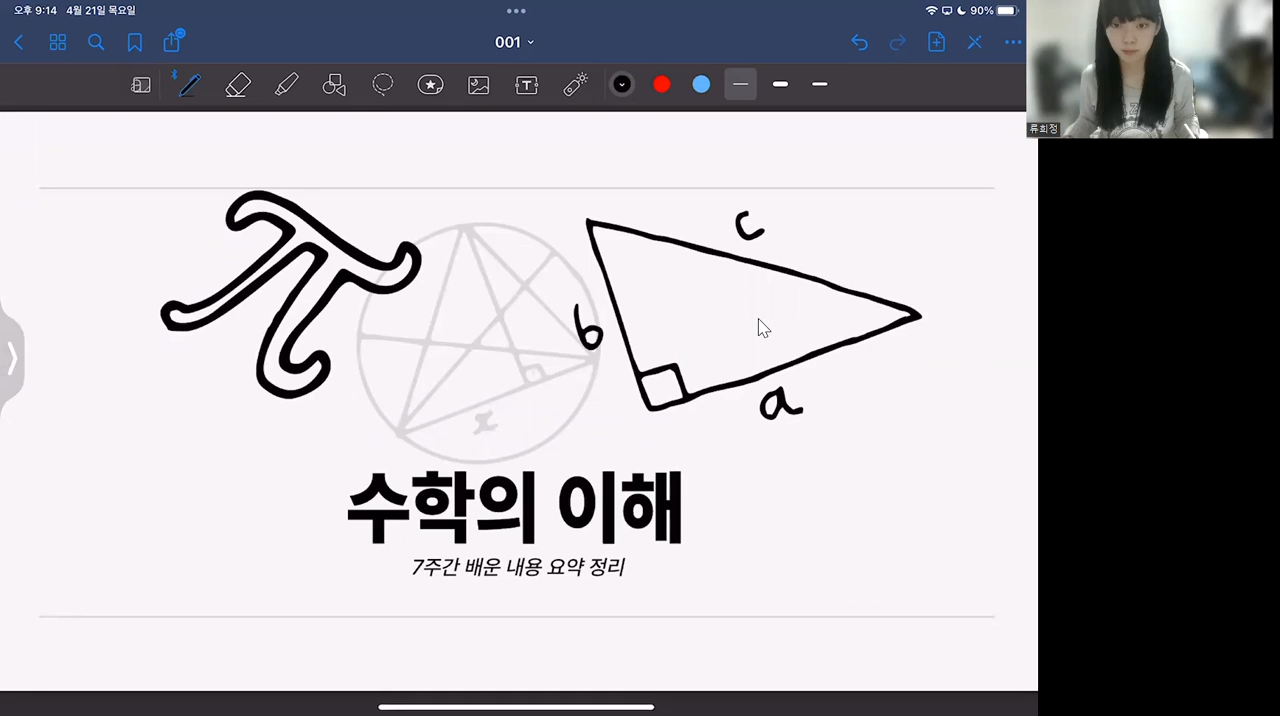 오후 9:14 4월 21일 목요일
90%
001
T
류희정
π
c
b
a
x
수학의 이해
7주간 배운 내용 요약 정리